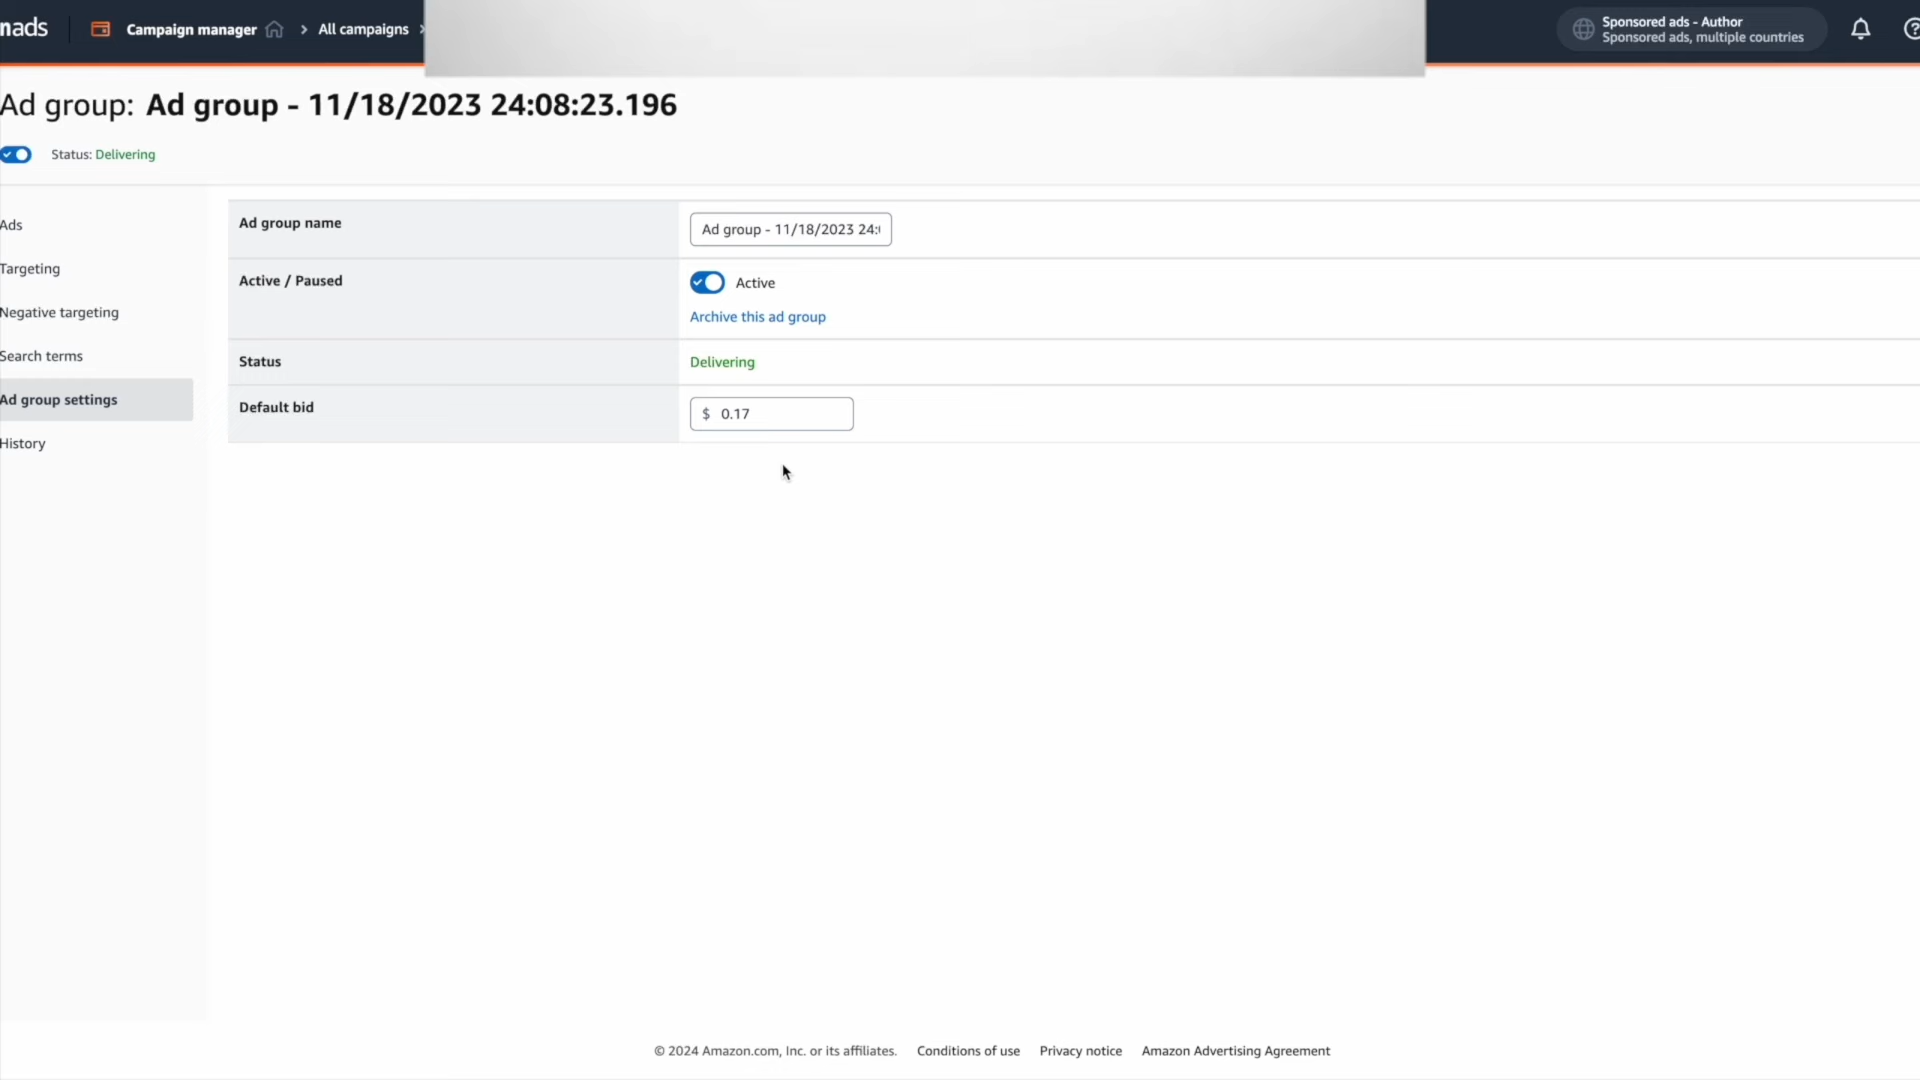 nads
Campaign manager > All campaigns >
Sponsored ads - Author
Sponsored ads, multiple countries
Ad group: Ad group - 11/18/2023 24:08:23.196
Status: Delivering
Ads
Targeting
Negative targeting
Search terms
Ad group settings
History
Ad group name
Ad group - 11/18/2023 24:
Active / Paused
Active
Archive this ad group
Status
Delivering
Default bid
$ 0.17
© 2024 Amazon.com, Inc. or its affiliates. Conditions of use Privacy notice Amazon Advertising Agreement